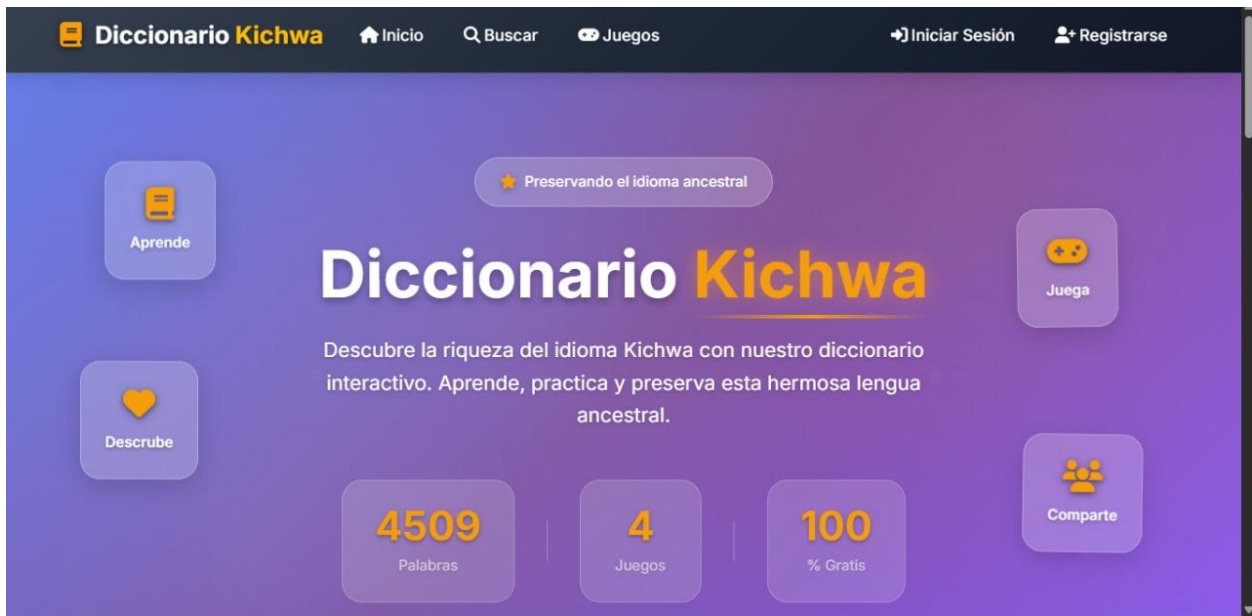 Diccionario Kichwa Inicio Buscar Juegos Iniciar Sesión Registrarse
Preservando el idioma ancestral
Aprende
Diccionario Kichwa
Juega
Descubre la riqueza del idioma Kichwa con nuestro diccionario
interactivo. Aprende, practica y preserva esta hermosa lengua
ancestral.
Descrube
4509
Palabras
4
Juegos
100
% Gratis
Comparte